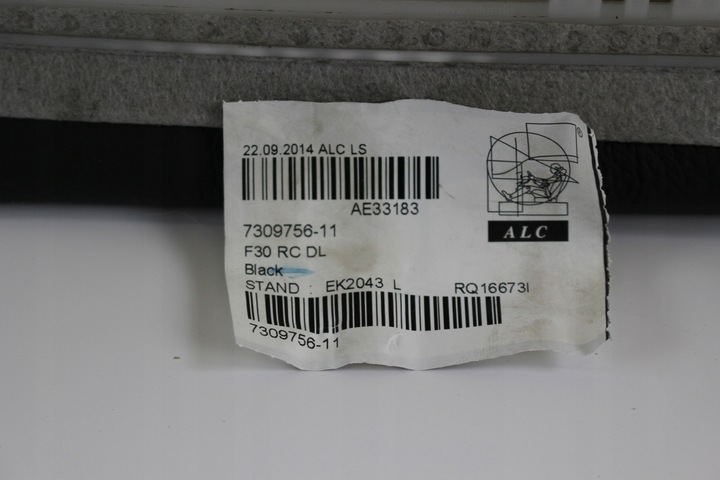 22.09.2014 ALC LS
AE33183
ALC
7309756-11
F30 RC DL
Black
STAND : EK2043 L RQ16673I
7309756-11